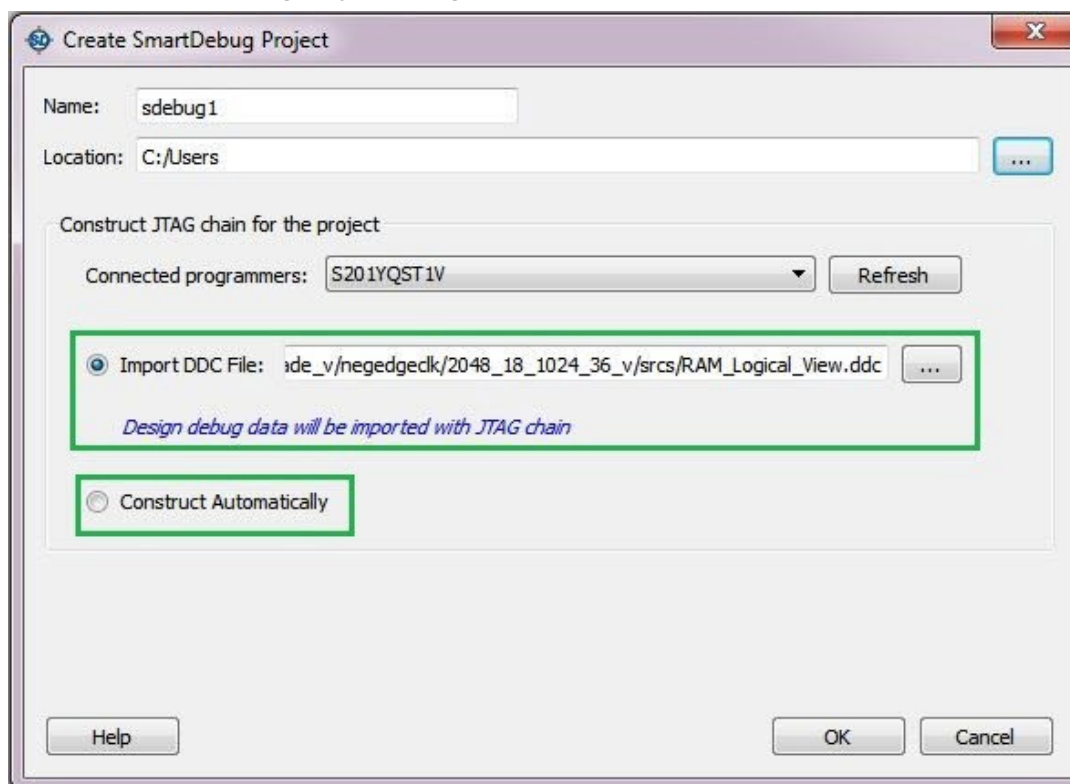 Create SmartDebug Project
Name: sdebug1
Location: C:/Users ...
Construct JTAG chain for the project
Connected programmers: S201YQST1V Refresh
Import DDC File: ade_v/negedgeclk/2048_18_1024_36_v/srcs/RAM_Logical_View.ddc ...
Design debug data will be imported with JTAG chain
Construct Automatically
Help OK Cancel